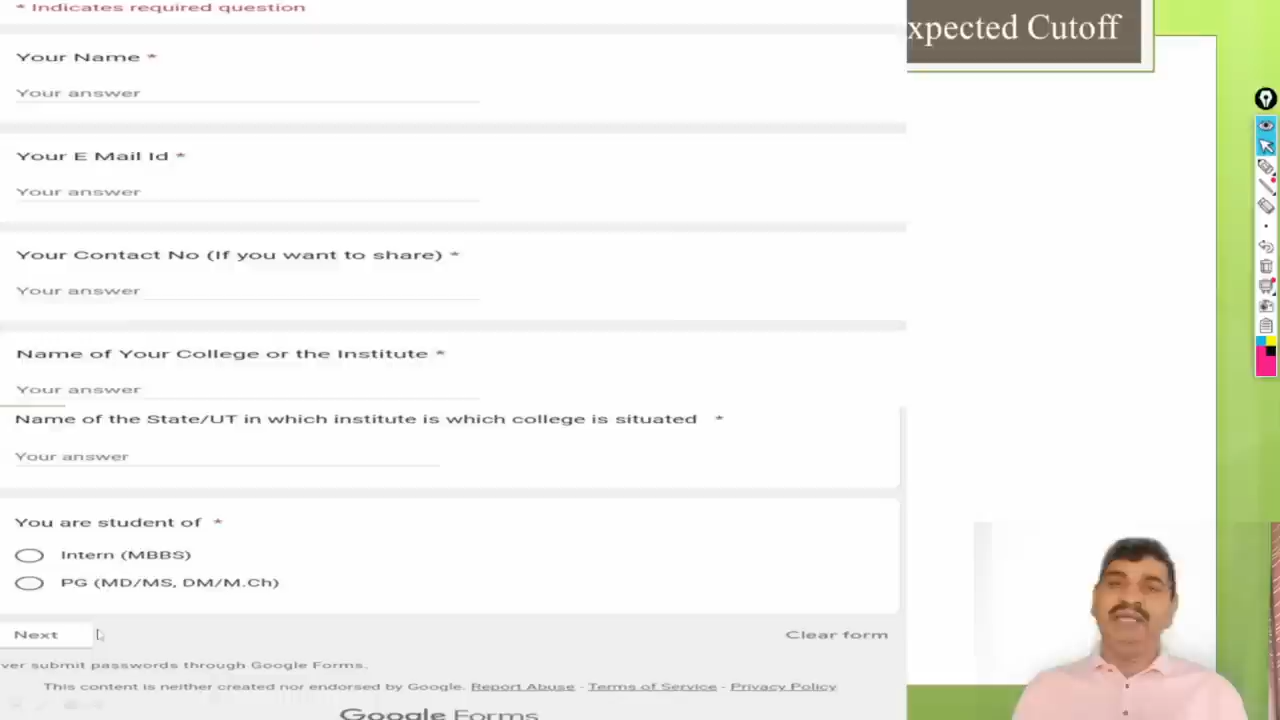 * Indicates required question
xpected Cutoff
Your Name *
Your answer
Your E Mail Id *
Your answer
Your Contact No (If you want to share) *
Your answer
Name of Your College or the Institute *
Your answer
Name of the State/UT in which institute is which college is situated *
Your answer
You are student of *
Intern (MBBS)
PG (MD/MS, DM/M.Ch)
Next
Clear form
ver submit passwords through Google Forms.
This content is neither created nor endorsed by Google. Report Abuse - Terms of Service - Privacy Policy
Google Forms